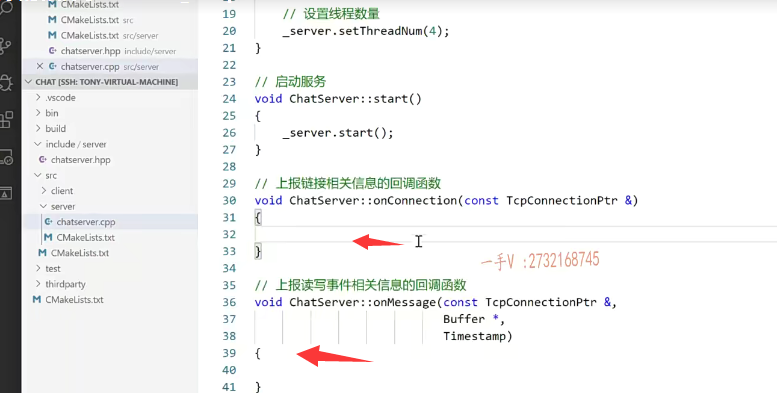 CMakeLists.txt
CMakeLists.txt src
CMakeLists.txt src/server
chatserver.hpp include/server
chatserver.cpp src/server
CHAT [SSH: TONY-VIRTUAL-MACHINE]
.vscode
bin
build
include / server
chatserver.hpp
src
client
server
chatserver.cpp
CMakeLists.txt
CMakeLists.txt
test
thirdparty
CMakeLists.txt
19 // 设置线程数量
20 _server.setThreadNum(4);
21 }
22
23 // 启动服务
24 void ChatServer::start()
25 {
26 _server.start();
27 }
28
29 // 上报链接相关信息的回调函数
30 void ChatServer::onConnection(const TcpConnectionPtr &)
31 {
32
33 }
34
一手V :2732168745
35 // 上报读写事件相关信息的回调函数
36 void ChatServer::onMessage(const TcpConnectionPtr &,
37 Buffer *,
38 Timestamp)
39 {
40
41 }